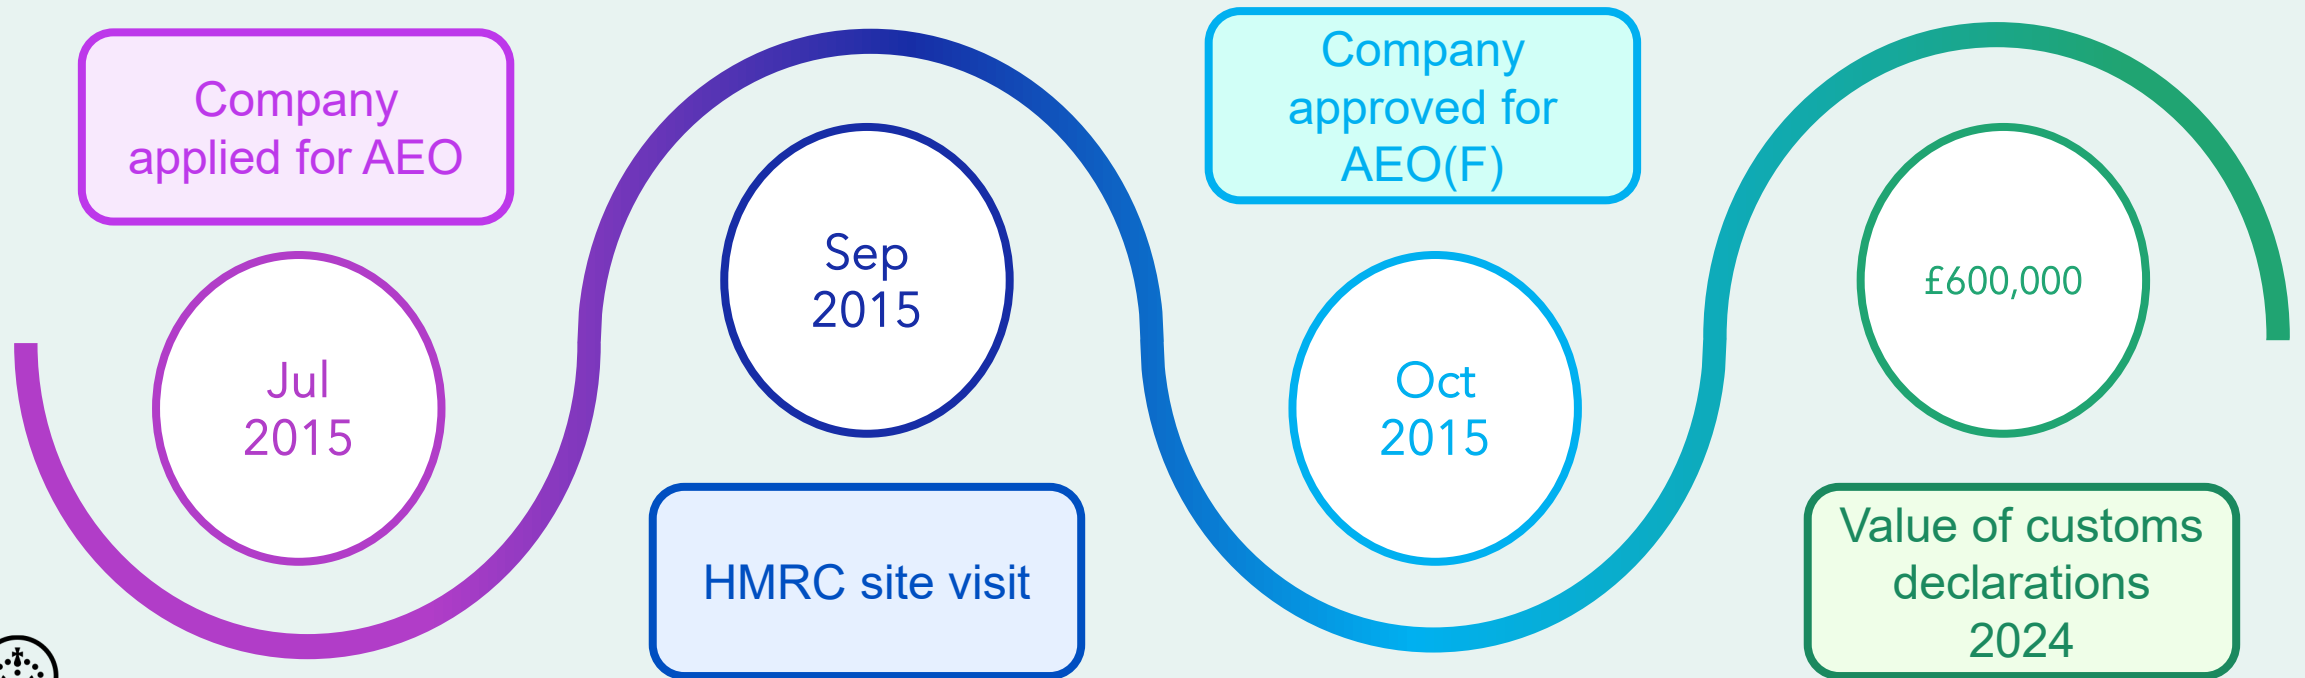 Company
applied for AEO
Jul
2015
Sep
2015
HMRC site visit
Company
approved for
AEO(F)
Oct
2015
£600,000
Value of customs
declarations
2024